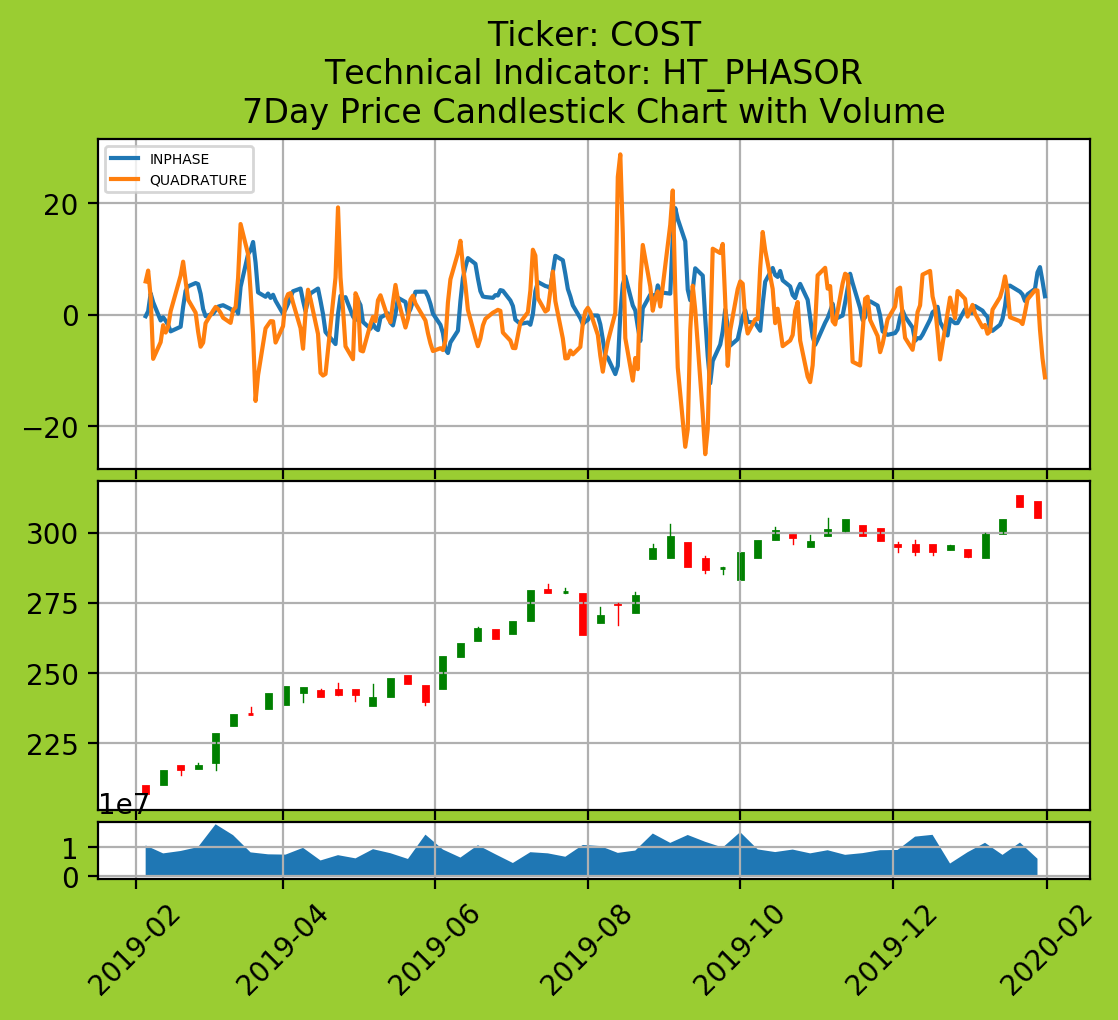 Ticker: COST
Technical Indicator: HT_PHASOR
7Day Price Candlestick Chart with Volume
INPHASE
QUADRATURE
20
0
−20
300
275
250
225
1e7
1
0
2019-02
2019-04
2019-06
2019-08
2019-10
2019-12
2020-02